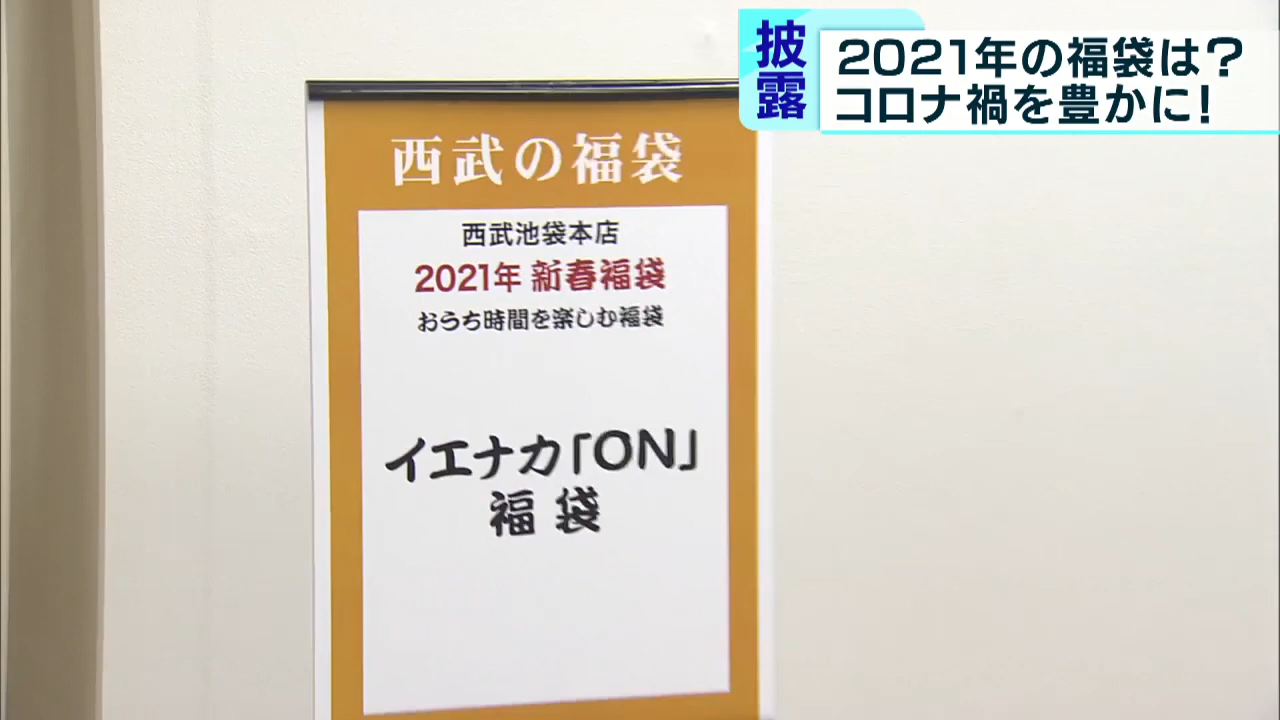 披露
2021年の福袋は?
コロナ禍を豊かに!
西武の福袋
西武池袋本店
2021年 新春福袋
おうち時間を楽しむ福袋
イエナカ「ON」
福袋